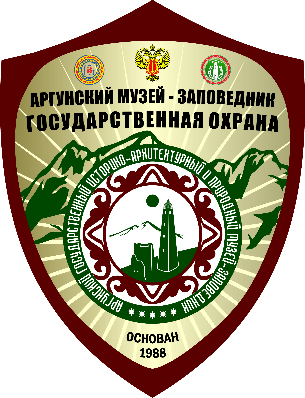 АРГУНСКИЙ МУЗЕЙ - ЗАПОВЕДНИК
ГОСУДАРСТВЕННАЯ ОХРАНА
АРГУНСКИЙ ГОСУДАРСТВЕННЫЙ ИСТОРИКО-АРХИТЕКТУРНЫЙ И ПРИРОДНЫЙ МУЗЕЙ-ЗАПОВЕДНИК
ОСНОВАН
1988